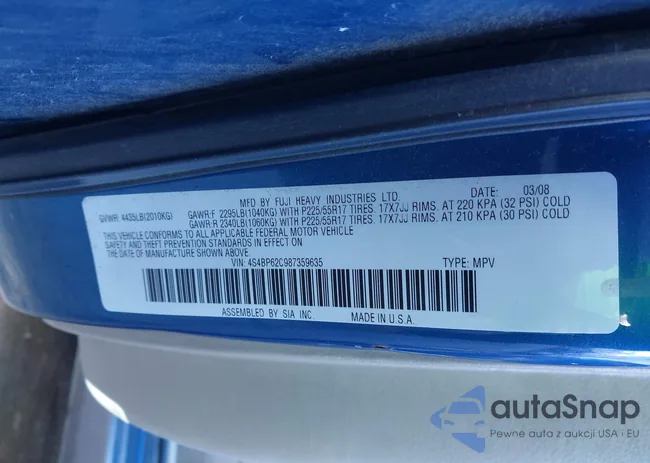 MFD. BY FUJI HEAVY INDUSTRIES LTD. DATE: 03/08
GVWR: 4435LB(2010KG) GAWR:F 2295LB(1040KG) WITH P225/55R17 TIRES. 17X7JJ RIMS. AT 220 KPA (32 PSI) COLD
GAWR:R 2340LB(1060KG) WITH P225/55R17 TIRES. 17X7JJ RIMS. AT 210 KPA (30 PSI) COLD
THIS VEHICLE CONFORMS TO ALL APPLICABLE FEDERAL MOTOR VEHICLE
SAFETY AND THEFT PREVENTION STANDARDS IN EFFECT ON
THE DATE OF MANUFACTURE SHOWN ABOVE.
VIN: 4S4BP62C987359635 TYPE: MPV
ASSEMBLED BY SIA INC. MADE IN U.S.A.
autaSnap
Pewne auta z aukcji USA i EU